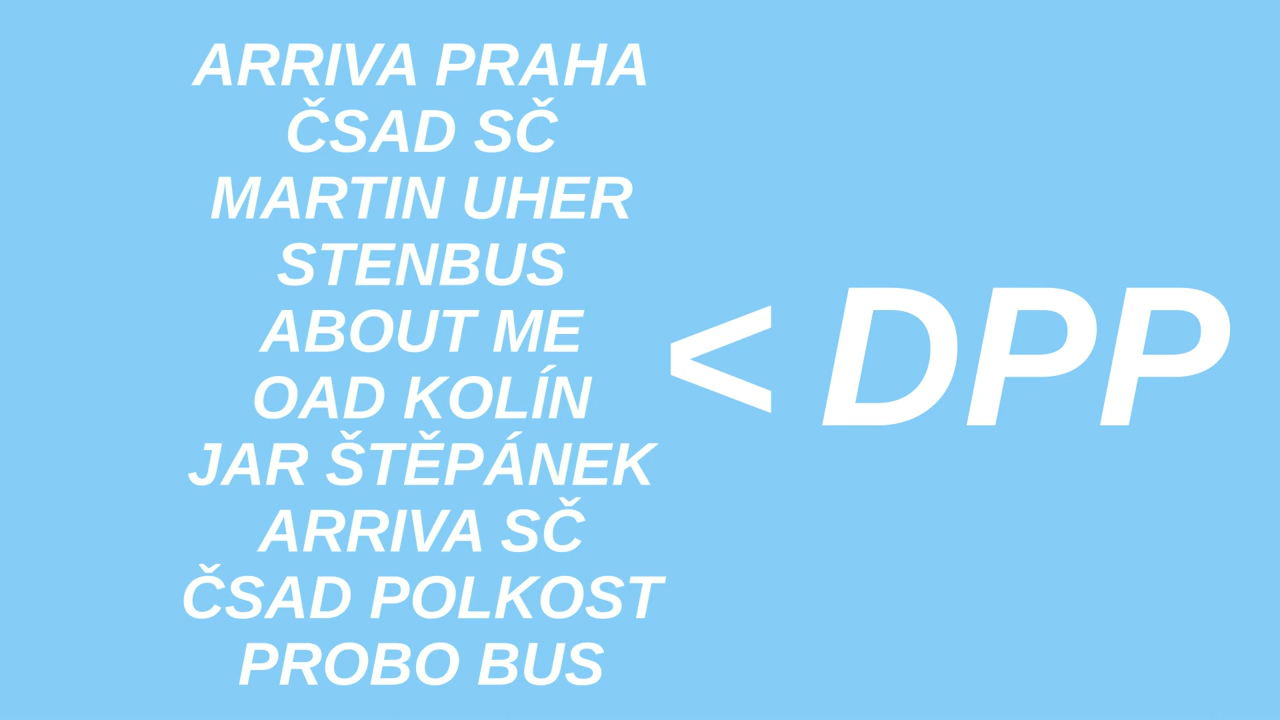 ARRIVA PRAHA
ČSAD SČ
MARTIN UHER
STENBUS
ABOUT ME
OAD KOLÍN
JAR ŠTĚPÁNEK
ARRIVA SČ
ČSAD POLKOST
PROBO BUS
< DPP